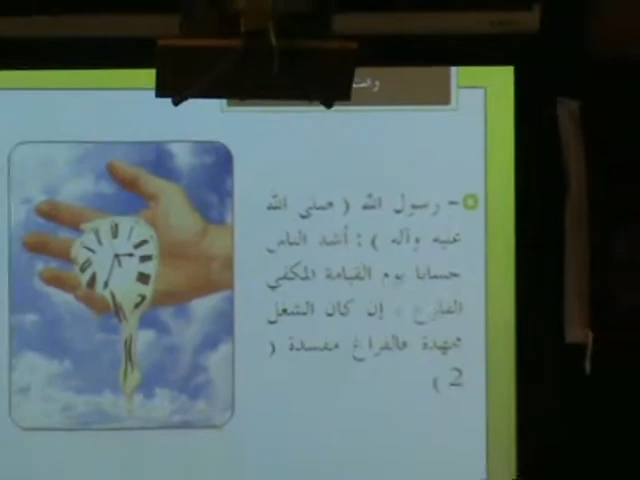 وقت
- رسول الله ( صلى الله
عليه وآله ) : أشد الناس
حسابا يوم القيامة المكفي
الفارغ ، إن كان الشغل
مجهدة فالفراغ مفسدة (
2 )